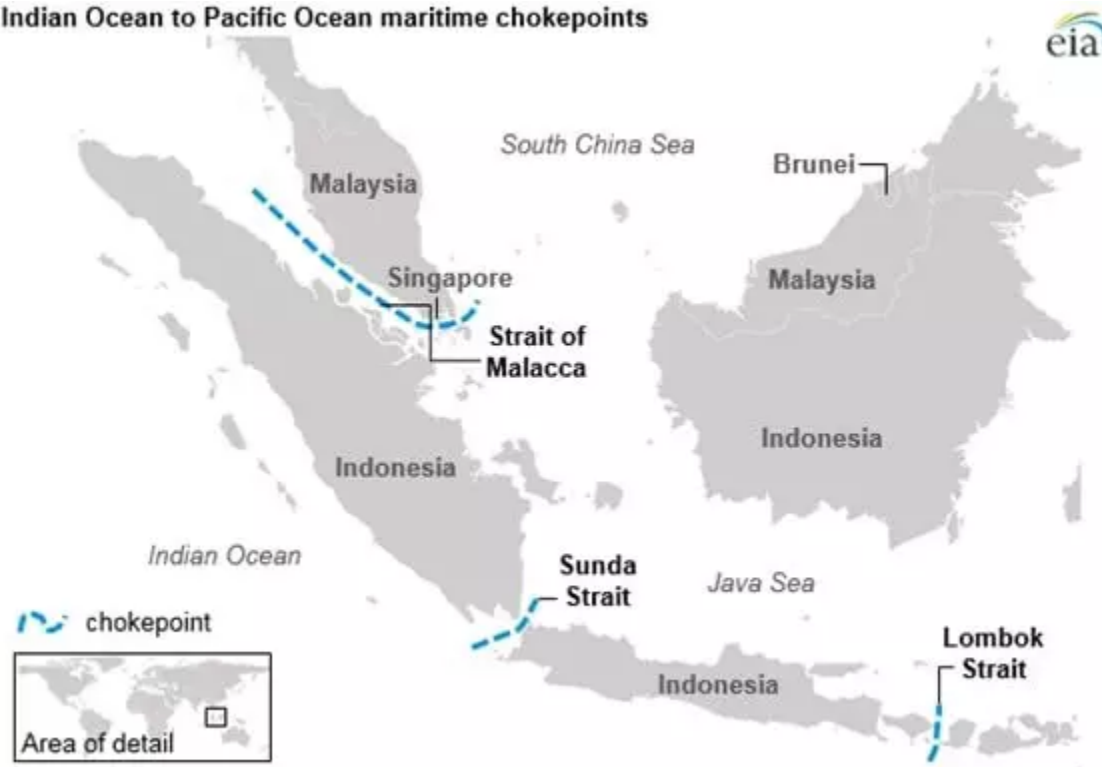 Indian Ocean to Pacific Ocean maritime chokepoints
eia
South China Sea
Brunei
Malaysia
Malaysia
Singapore
Strait of
Malacca
Indonesia
Indonesia
Indian Ocean
Sunda
Strait
Java Sea
chokepoint
Lombok
Strait
Indonesia
Area of detail